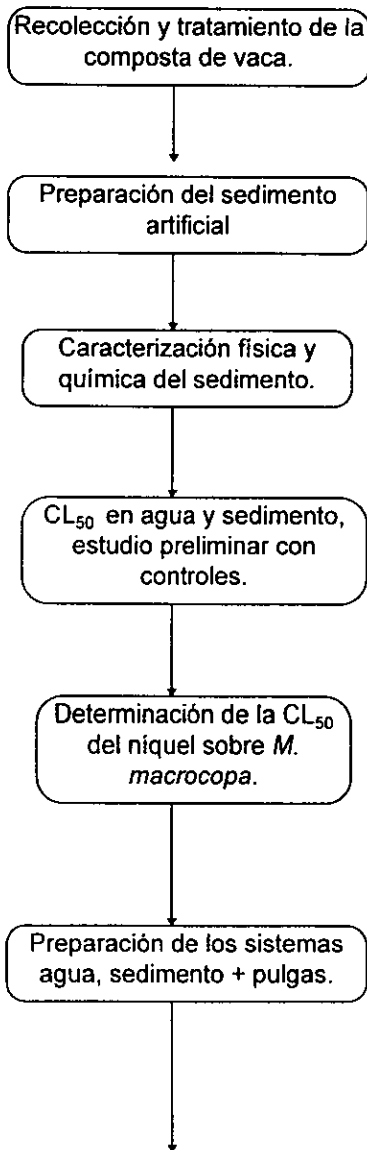 Recolección y tratamiento de la
composta de vaca.
Preparación del sedimento
artificial
Caracterización física y
química del sedimento.
CL₅₀ en agua y sedimento,
estudio preliminar con
controles.
Determinación de la CL₅₀
del níquel sobre M.
macrocopa.
Preparación de los sistemas
agua, sedimento + pulgas.